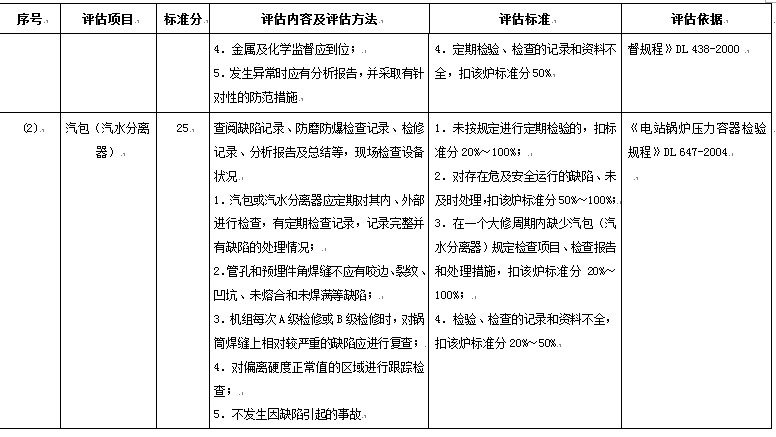 序号 评估项目 标准分 评估内容及评估方法 评估标准 评估依据
4．金属及化学监督应到位；
5．发生异常时应有分析报告，并采取有针
对性的防范措施
4．定期检验、检查的记录和资料不
全，扣该炉标准分50%
督规程》DL 438-2000
(2)
汽包（汽水分离
器）
25
查阅缺陷记录、防磨防爆检查记录、检修
记录、分析报告及总结等，现场检查设备
状况
1．汽包或汽水分离器应定期对其内、外部
进行检查，有定期检查记录，记录完整并
有缺陷的处理情况；
2.管孔和预埋件角焊缝不应有咬边、裂纹、
凹坑、未熔合和未焊满等缺陷；
3．机组每次A级检修或B级检修时，对锅
筒焊缝上相对较严重的缺陷应进行复查；
4．对偏离硬度正常值的区域进行跟踪检
查；
5．不发生因缺陷引起的事故
1．未按规定进行定期检验的，扣标
准分20%～100%；
2．对存在危及安全运行的缺陷、未
及时处理，扣该炉标准分50%～100%；
3．在一个大修周期内缺少汽包（汽
水分离器）规定检查项目、检查报告
和处理措施，扣该炉标准分 20%～
100%；
4．检验、检查的记录和资料不全，
扣该炉标准分20%～50%
《电站锅炉压力容器检验
规程》DL 647-2004